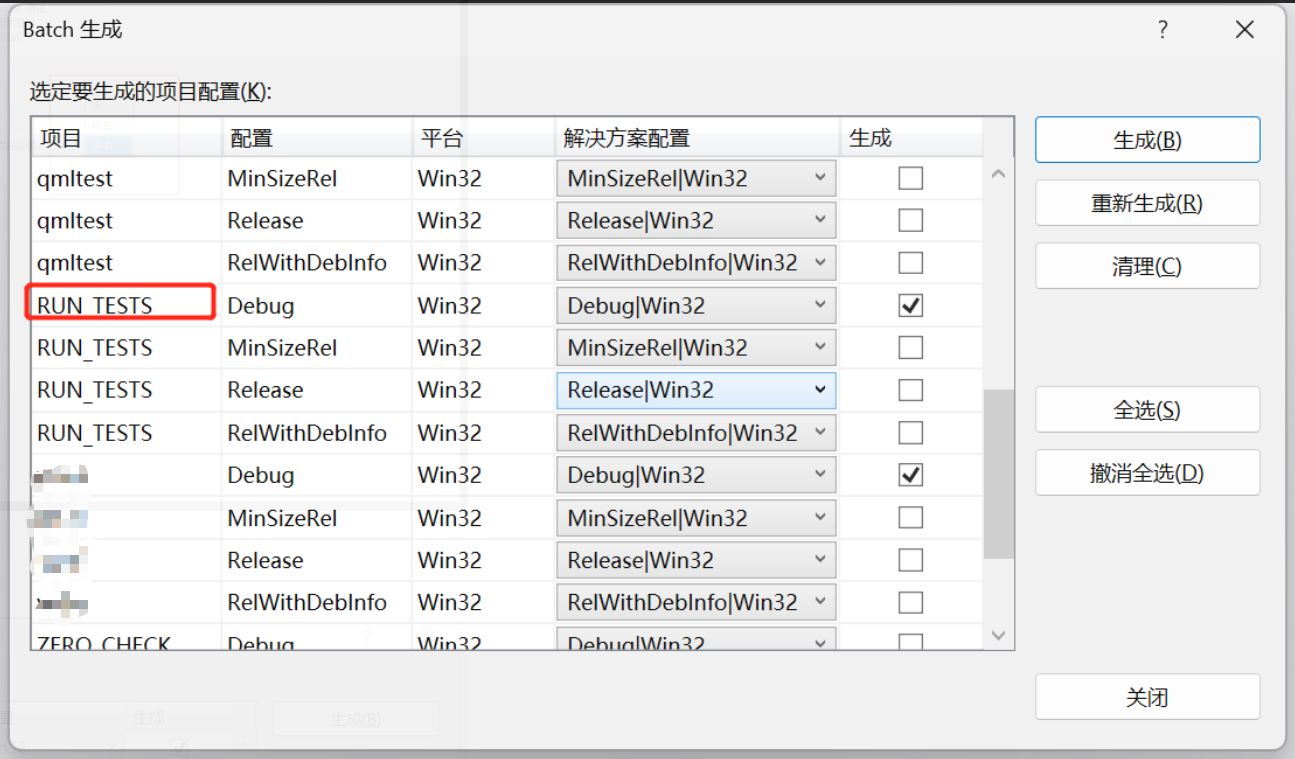 Batch 生成
?
选定要生成的项目配置(K):
项目 配置 平台 解决方案配置 生成
qmltest MinSizeRel Win32 MinSizeRel|Win32
qmltest Release Win32 Release|Win32
qmltest RelWithDebInfo Win32 RelWithDebInfo|Win32
RUN_TESTS Debug Win32 Debug|Win32
RUN_TESTS MinSizeRel Win32 MinSizeRel|Win32
RUN_TESTS Release Win32 Release|Win32
RUN_TESTS RelWithDebInfo Win32 RelWithDebInfo|Win32
Debug Win32 Debug|Win32
MinSizeRel Win32 MinSizeRel|Win32
Release Win32 Release|Win32
RelWithDebInfo Win32 RelWithDebInfo|Win32
ZERO_CHECK Debug Win32 Debug|Win32
生成(B)
重新生成(R)
清理(C)
全选(S)
撤消全选(D)
关闭
生成 生成(B)